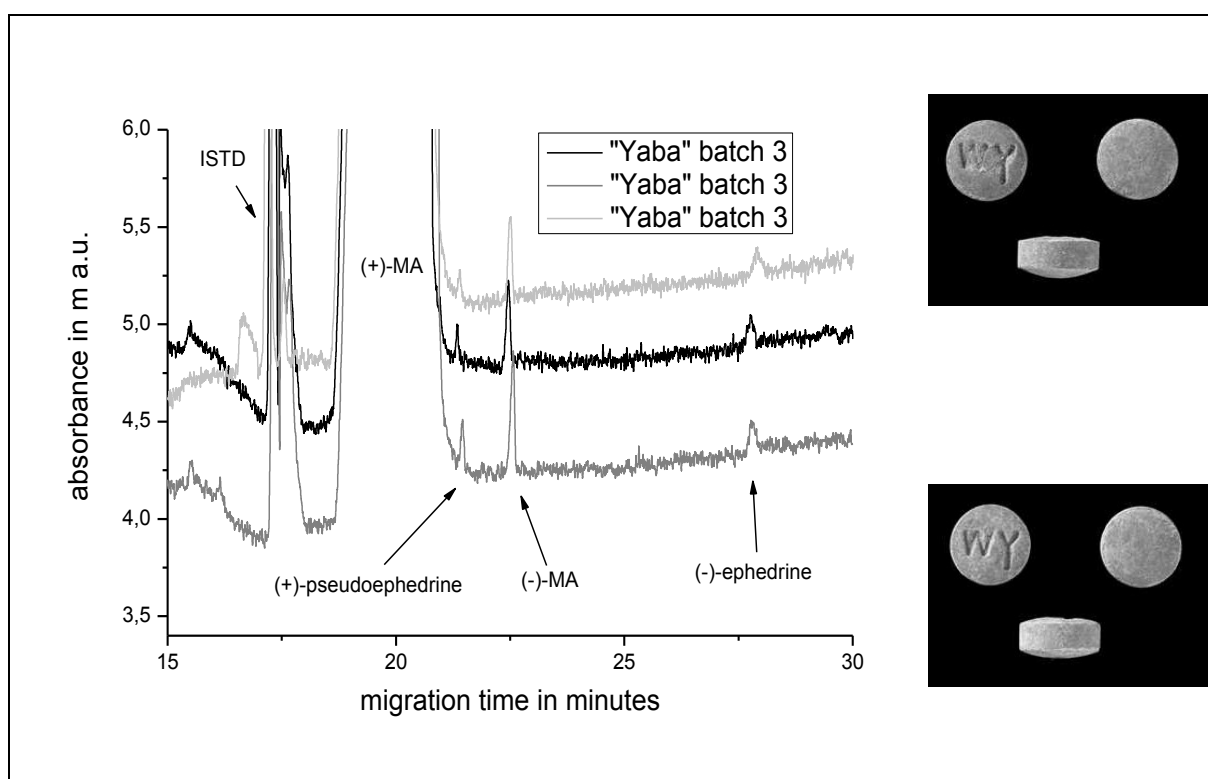 6,0
5,5
5,0
4,5
4,0
3,5
absorbance in m a.u.
ISTD
(+)-MA
"Yaba" batch 3
"Yaba" batch 3
"Yaba" batch 3
(+)-pseudoephedrine
(-)-MA
(-)-ephedrine
15
20
25
30
migration time in minutes
WY
WY